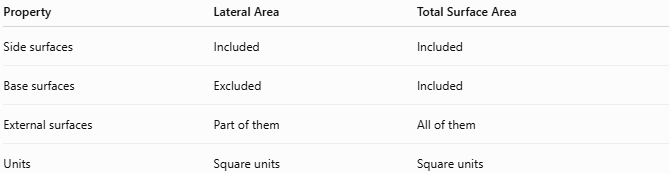 Property Lateral Area Total Surface Area
Side surfaces Included Included
Base surfaces Excluded Included
External surfaces Part of them All of them
Units Square units Square units